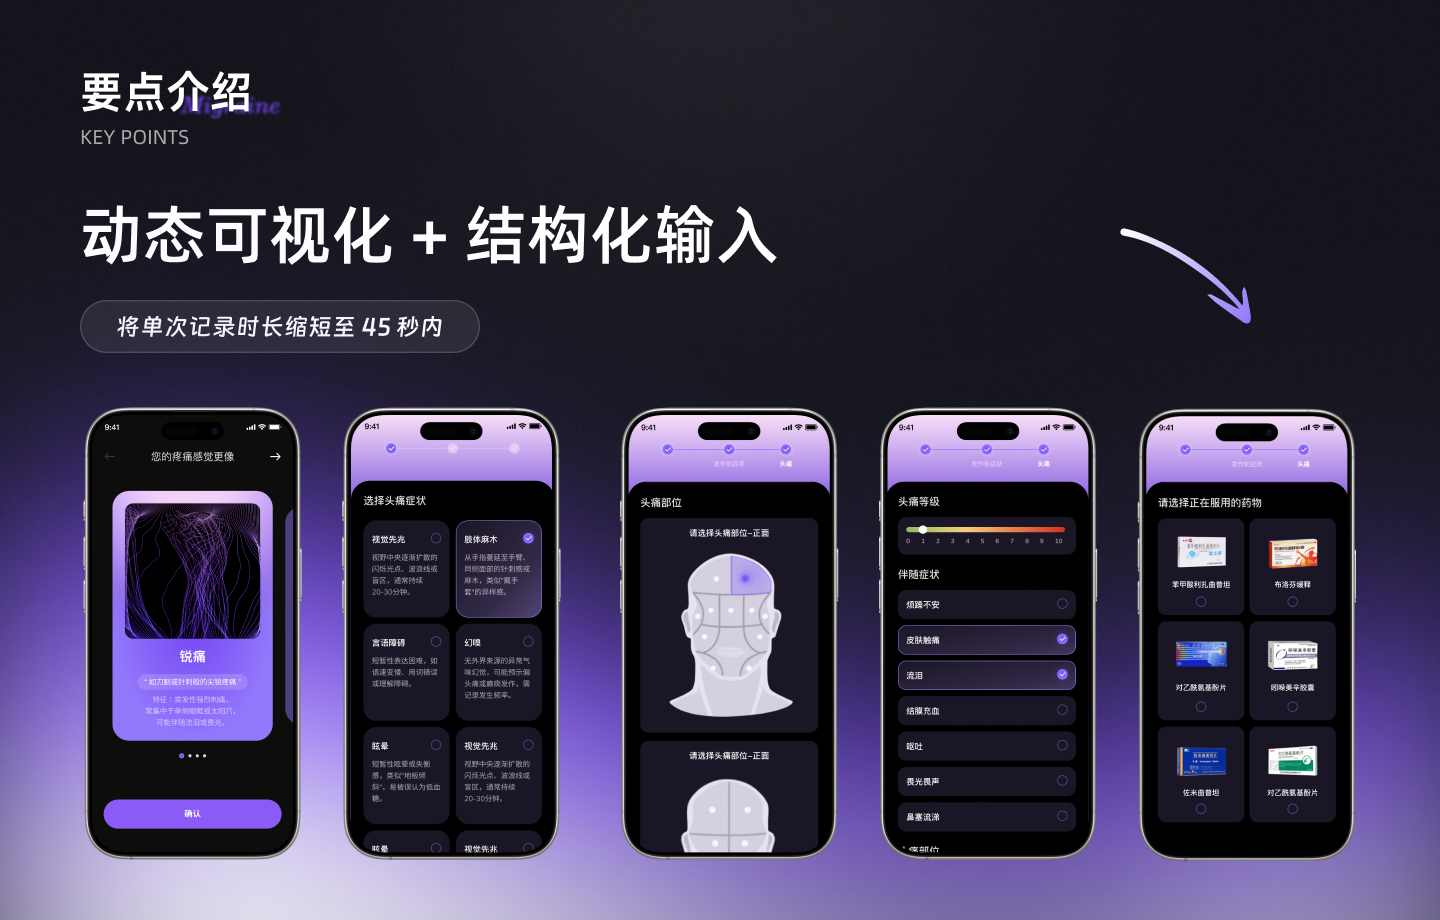 要点介绍
Migraine
KEY POINTS
动态可视化 + 结构化输入
将单次记录时长缩短至 45 秒内
9:41
您的疼痛感觉更像
锐痛
"如刀割或针刺般的尖锐疼痛"
特征：突发性强烈刺痛，
常集中于单侧眼眶或太阳穴，
可能伴随流泪或畏光。
确认
9:41
选择头痛症状
视觉先兆
视野中央逐渐扩散的
闪烁光点、波浪线或
盲区，通常持续
20-30分钟。
肢体麻木
从手指蔓延至手臂、
同侧面部的针刺感或
麻木，类似"戴手
套"的异样感。
言语障碍
短暂性表达困难，如
语速变慢、用词错误
或理解障碍。
幻嗅
无外界来源的异常气
味幻觉，可能预示偏
头痛或癫痫发作，需
记录发生频率。
眩晕
短暂性眩晕或失衡
感，类似"地板倾
斜"，易被误认为低血
糖。
视觉先兆
视野中央逐渐扩散的
闪烁光点、波浪线或
盲区，通常持续
20-30分钟。
眩晕
视觉先兆
9:41
发作前症状
头痛
头痛部位
请选择头痛部位-正面
请选择头痛部位-正面
9:41
发作前症状
头痛
头痛等级
0 1 2 3 4 5 6 7 8 9 10
伴随症状
烦躁不安
皮肤触痛
流泪
结膜充血
呕吐
畏光畏声
鼻塞流涕
痛部位
9:41
发作前症状
头痛
请选择正在服用的药物
苯甲酸利扎曲普坦
布洛芬缓释
对乙酰氨基酚片
吲哚美辛胶囊
佐米曲普坦
对乙酰氨基酚片